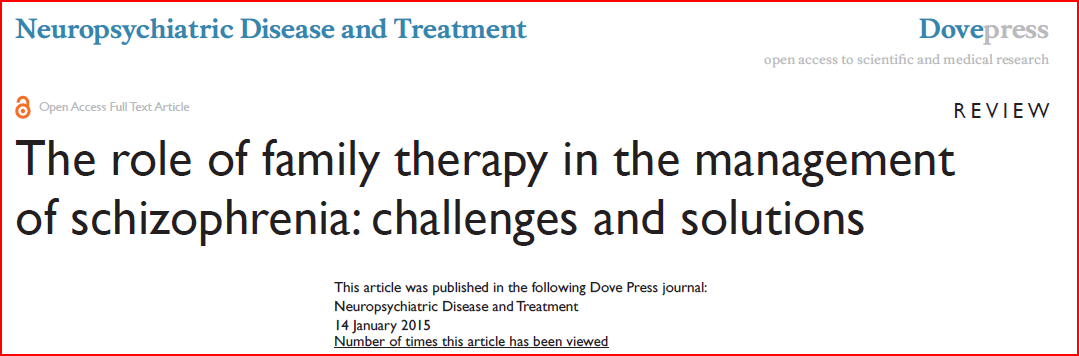 Neuropsychiatric Disease and Treatment
Dovepress
open access to scientific and medical research
Open Access Full Text Article
REVIEW
The role of family therapy in the management
of schizophrenia: challenges and solutions
This article was published in the following Dove Press journal:
Neuropsychiatric Disease and Treatment
14 January 2015
Number of times this article has been viewed